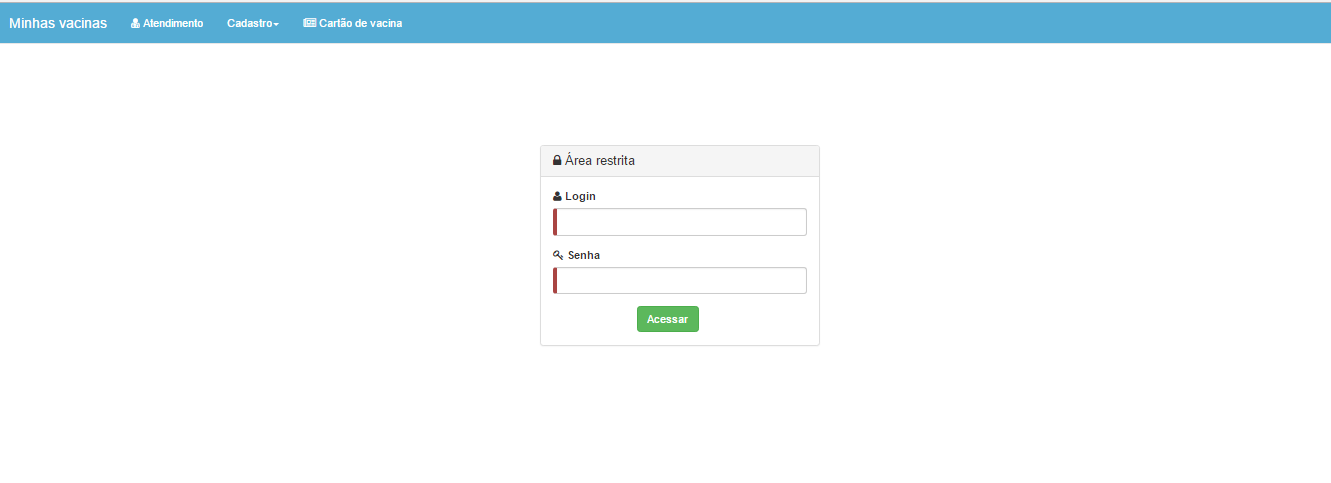 Minhas vacinas Atendimento Cadastro Cartão de vacina
Área restrita
Login
Senha
Acessar